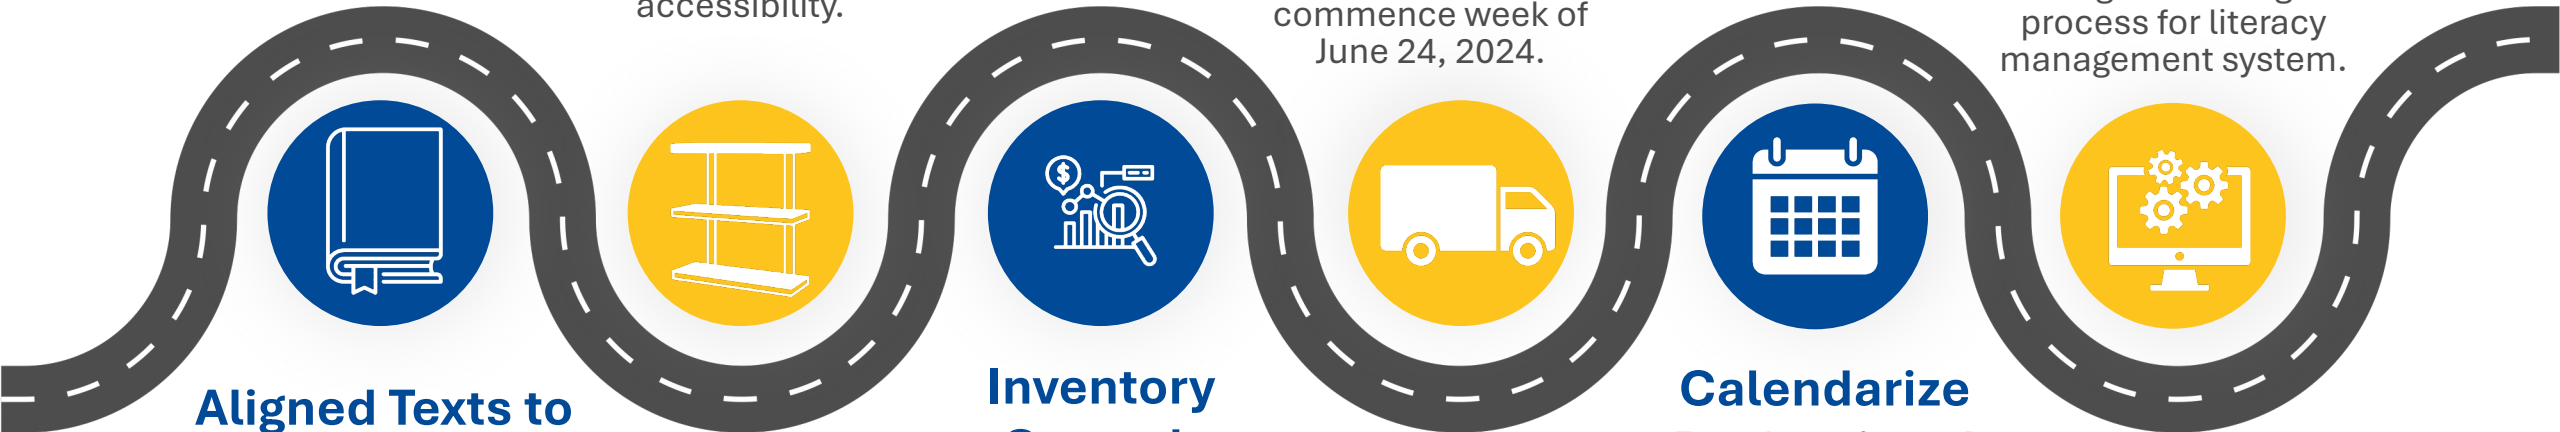 accessibility.
commence week of
June 24, 2024.
process for literacy
management system.
$
Aligned Texts to
Inventory
Calendarize